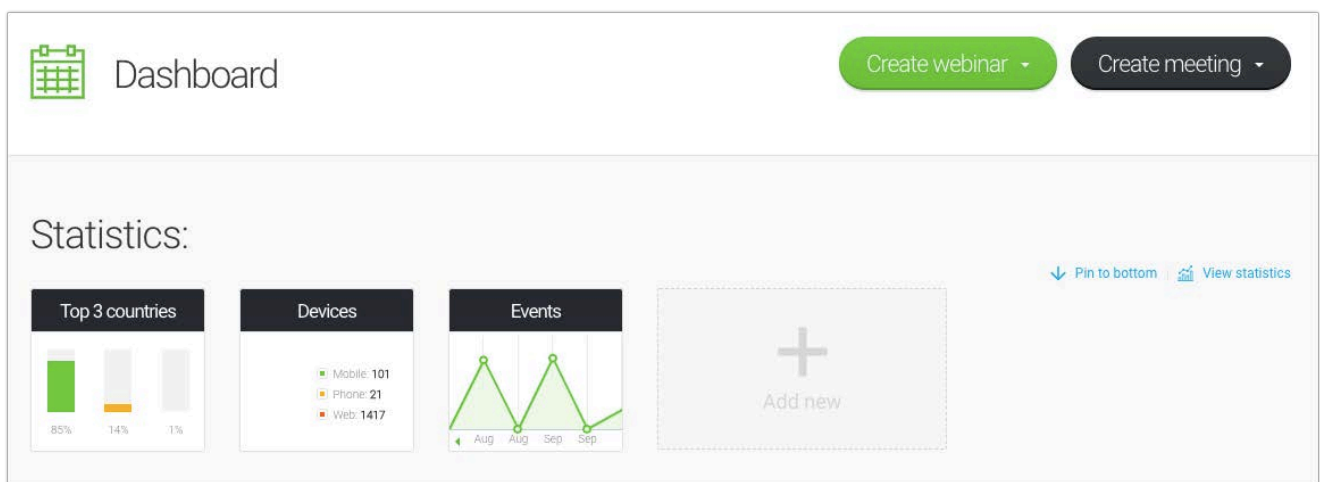 Dashboard
Create webinar
Create meeting
Statistics:
Pin to bottom
View statistics
Top 3 countries
85% 14% 1%
Devices
Mobile: 101
Phone: 21
Web: 1417
Events
Aug Aug Sep Sep
Add new